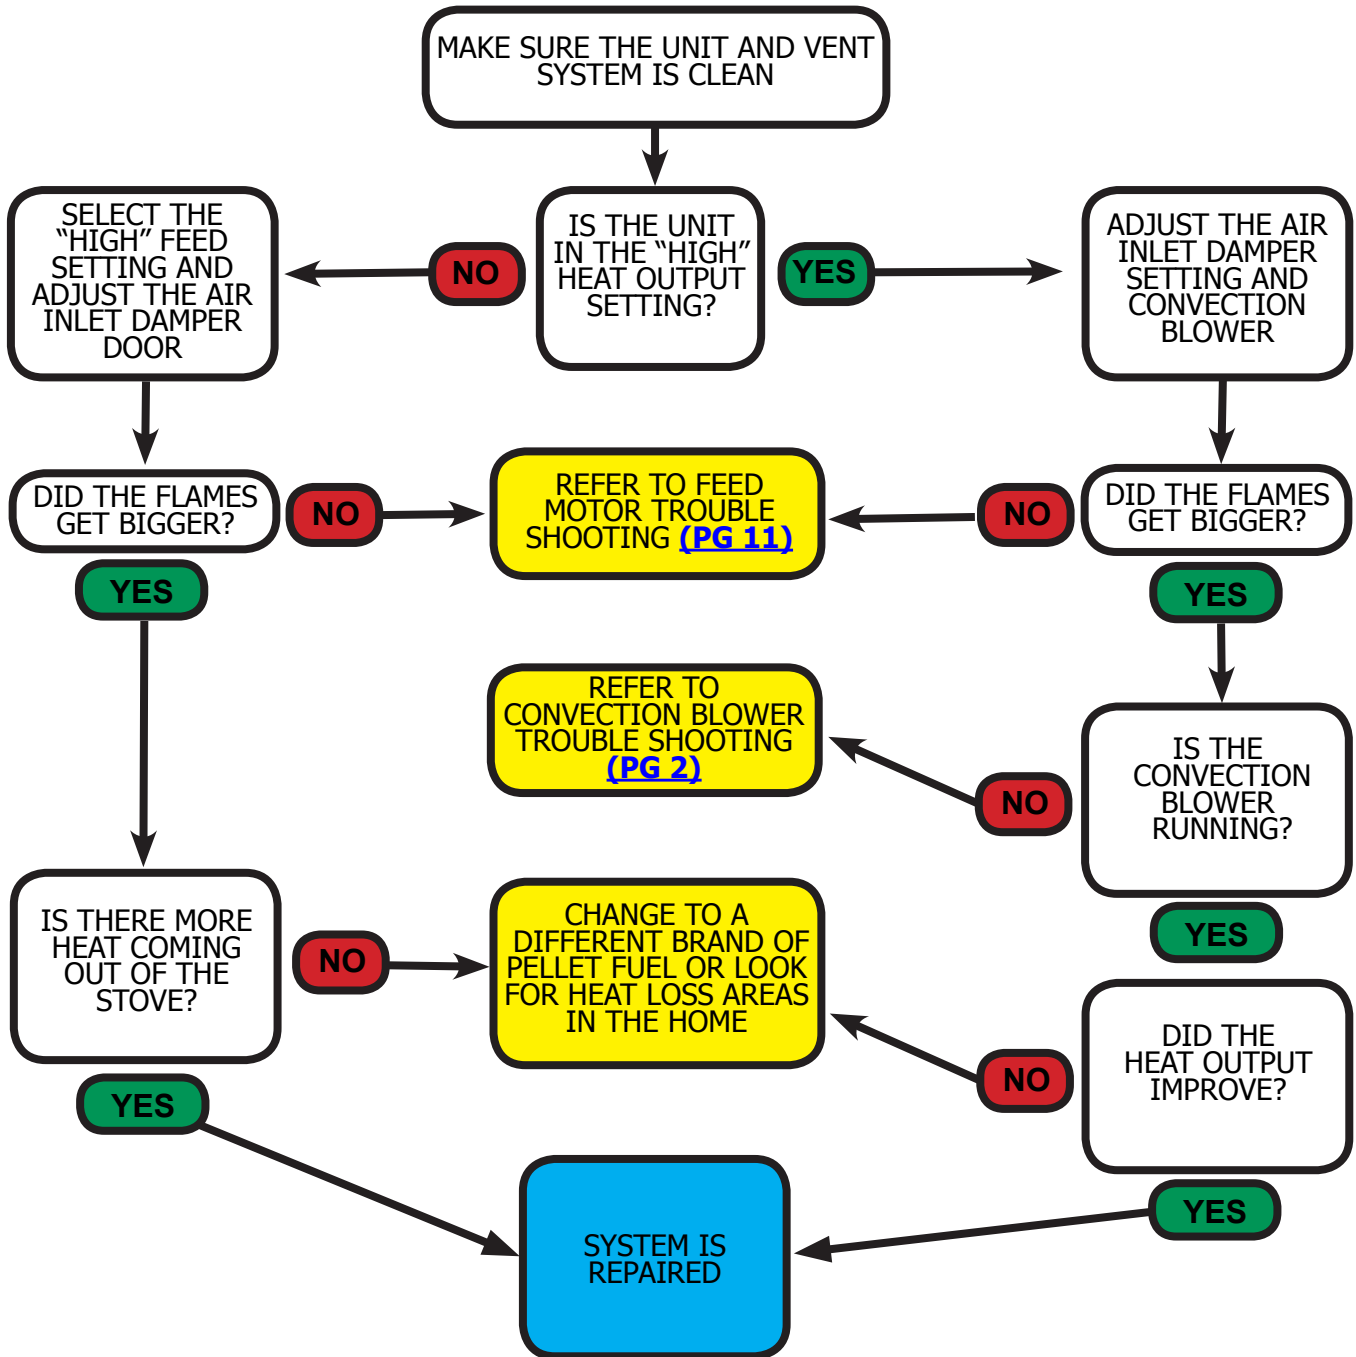 MAKE SURE THE UNIT AND VENT
SYSTEM IS CLEAN
SELECT THE
“HIGH” FEED
SETTING AND
ADJUST THE AIR
INLET DAMPER
DOOR
NO
IS THE UNIT
IN THE “HIGH”
HEAT OUTPUT
SETTING?
YES
ADJUST THE AIR
INLET DAMPER
SETTING AND
CONVECTION
BLOWER
DID THE FLAMES
GET BIGGER?
NO
REFER TO FEED
MOTOR TROUBLE
SHOOTING (PG 11)
NO
DID THE FLAMES
GET BIGGER?
YES
YES
REFER TO
CONVECTION BLOWER
TROUBLE SHOOTING
(PG 2)
NO
IS THE
CONVECTION
BLOWER
RUNNING?
YES
IS THERE MORE
HEAT COMING
OUT OF THE
STOVE?
NO
CHANGE TO A
DIFFERENT BRAND OF
PELLET FUEL OR LOOK
FOR HEAT LOSS AREAS
IN THE HOME
NO
DID THE
HEAT OUTPUT
IMPROVE?
YES
YES
SYSTEM IS
REPAIRED